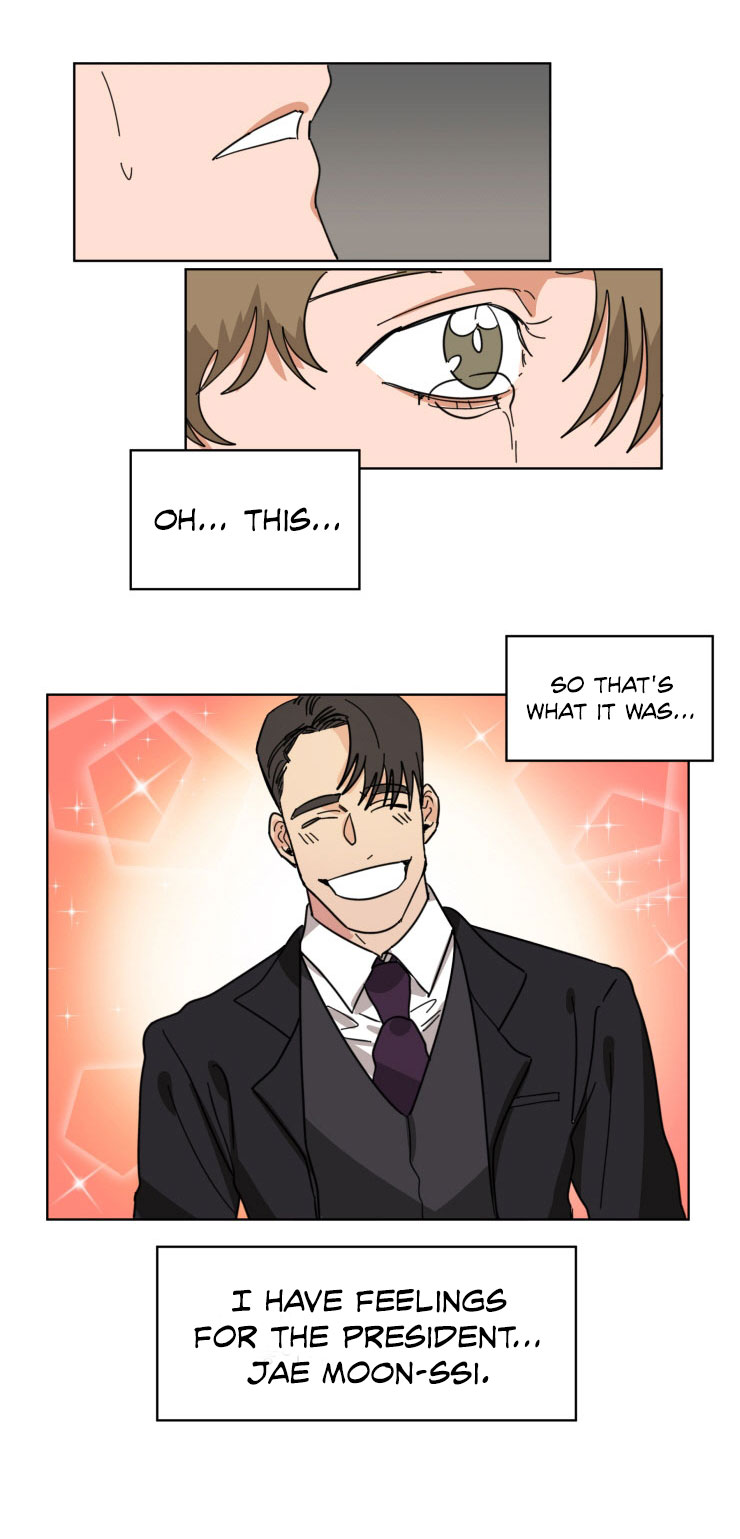 OH... THIS...
SO THAT'S
WHAT IT WAS...
I HAVE FEELINGS
FOR THE PRESIDENT...
JAE MOON-SSI.